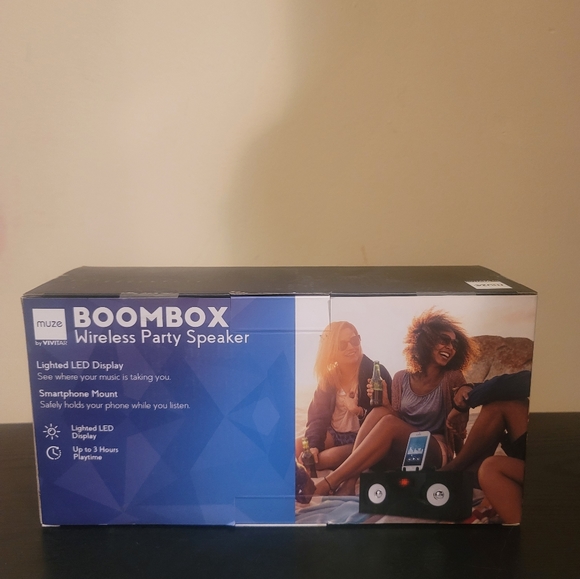 muze
by VIVITAR
BOOMBOX
Wireless Party Speaker
Lighted LED Display
See where your music is taking you.
Smartphone Mount
Safely holds your phone while you listen.
Lighted LED
Display
Up to 3 Hours
Playtime